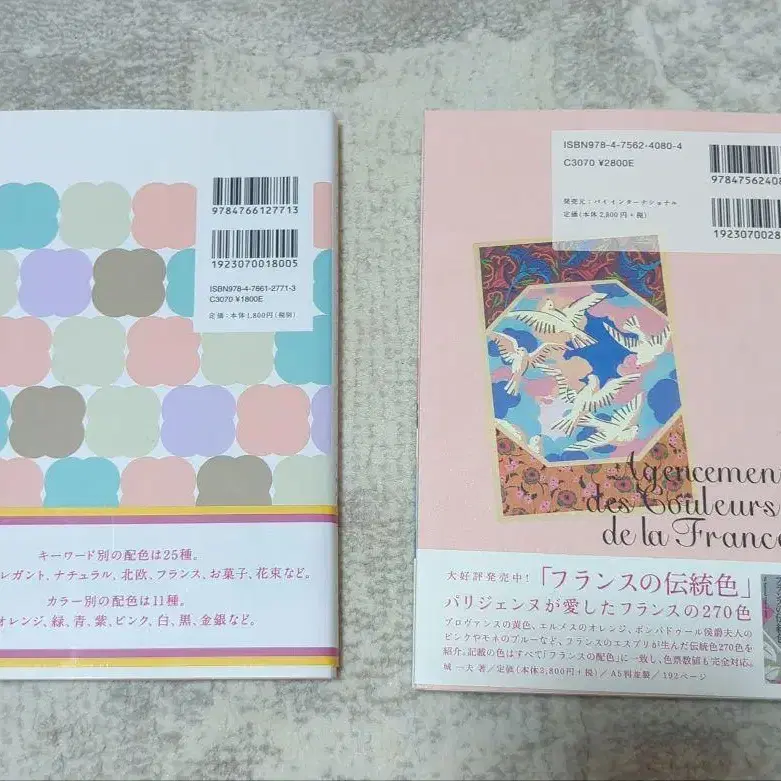 9784766127713
1923070018005
ISBN978-4-7661-2771-3
C3070 ¥1800E
定価:本体1,800円(税別)
キーワード別の配色は25種。
レガント、ナチュラル、北欧、フランス、お菓子、花束など。
カラー別の配色は11種。
オレンジ、緑、青、紫、ピンク、白、黒、金銀など。
ISBN978-4-7562-4080-4
C3070 ¥2800E
97847562408
発売元:パイ インターナショナル
定価(本体2,800円+税)
192307002
Agencement
des Couleurs
de la France
大好評発売中!「フランスの伝統色」
パリジェンヌが愛したフランスの270色
プロヴァンスの黄色、エルメスのオレンジ、ポンパドゥール侯爵夫人の
ピンクやモネのブルーなど、フランスのエスプリが生んだ伝統色270色を
紹介。記載の色はすべて「フランスの配色」に一致し、色票数値も完全対応。
城 一夫 著/定価(本体2,800円+税)/A5判並製/192ページ